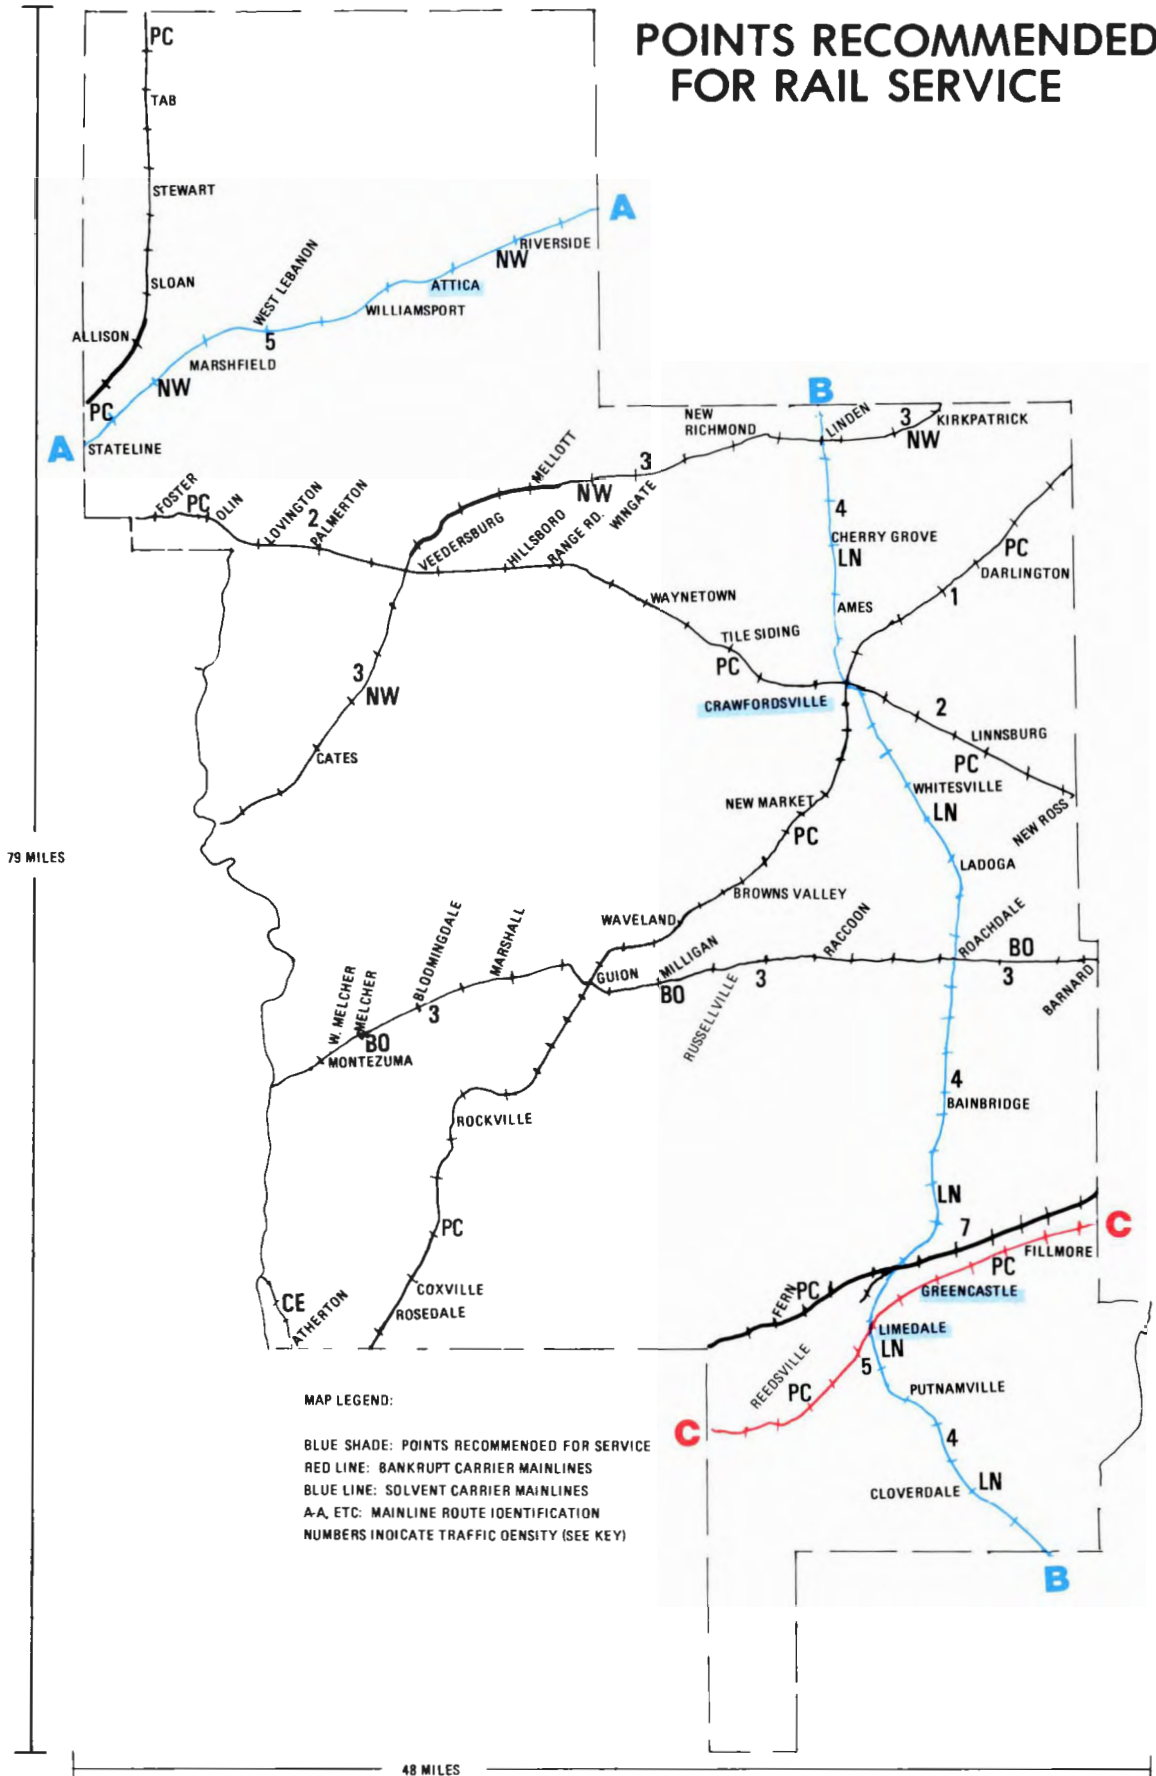 POINTS RECOMMENDED
FOR RAIL SERVICE
PC
TAB
STEWART
A
RIVERSIDE
NW
WEST LEBANON
ATTICA
SLOAN
WILLIAMSPORT
ALLISON
5
MARSHFIELD
NW
PC
A
STATELINE
B
NEW
RICHMOND
LINDEN
3
KIRKPATRICK
NW
MELLOTT
3
NW
WINGATE
FOSTER
PC
OLIN
LOVINGTON
2
PALMERTON
VEEDERSBURG
HILLSBORO
RANGE RD.
4
CHERRY GROVE
LN
PC
DARLINGTON
1
WAYNETOWN
AMES
TILE SIDING
PC
3
NW
CRAWFORDSVILLE
2
LINNSBURG
PC
CATES
WHITESVILLE
NEW MARKET
LN
NEW ROSS
PC
79 MILES
LADOGA
BROWNS VALLEY
WAVELAND
BLOOMINGDALE
MARSHALL
RACCOON
ROACHDALE
BO
GUION
MILLIGAN
3
3
BARNARD
BO
RUSSELLVILLE
W. MELCHER
MELCHER
3
BO
MONTEZUMA
4
BAINBRIDGE
ROCKVILLE
LN
PC
7
C
FILLMORE
PC
COXVILLE
PC
FERN
GREENCASTLE
CE
ATHERTON
ROSEDALE
LIMEDALE
LN
REEDSVILLE
5
PC
PUTNAMVILLE
C
4
LN
CLOVERDALE
B
MAP LEGEND:
BLUE SHADE: POINTS RECOMMENDED FOR SERVICE
RED LINE: BANKRUPT CARRIER MAINLINES
BLUE LINE: SOLVENT CARRIER MAINLINES
A-A, ETC: MAINLINE ROUTE IDENTIFICATION
NUMBERS INDICATE TRAFFIC DENSITY (SEE KEY)
48 MILES